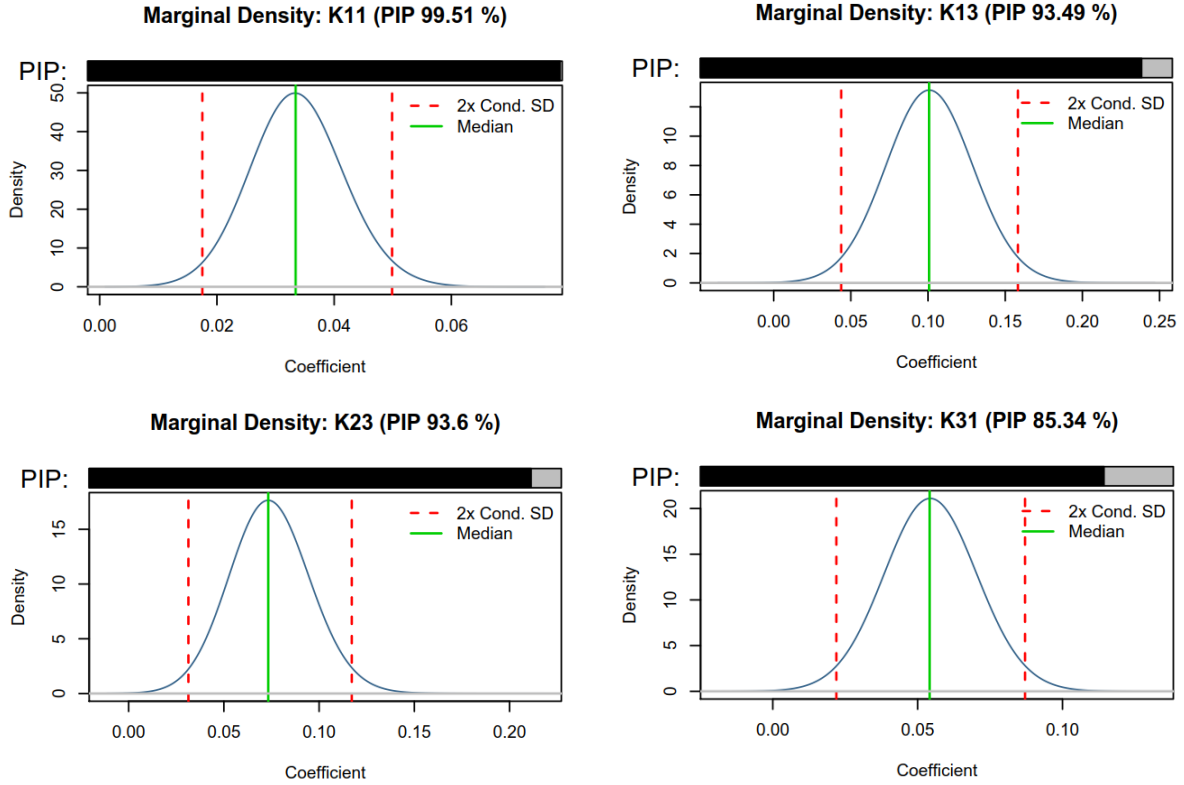 Marginal Density: K11 (PIP 99.51 %)
PIP:
2x Cond. SD
Median
Density
0 10 20 30 40 50
0.00 0.02 0.04 0.06
Coefficient
Marginal Density: K13 (PIP 93.49 %)
PIP:
2x Cond. SD
Median
Density
0 2 4 6 8 10
0.00 0.05 0.10 0.15 0.20 0.25
Coefficient
Marginal Density: K23 (PIP 93.6 %)
PIP:
2x Cond. SD
Median
Density
0 5 10 15
0.00 0.05 0.10 0.15 0.20
Coefficient
Marginal Density: K31 (PIP 85.34 %)
PIP:
2x Cond. SD
Median
Density
0 5 10 15 20
0.00 0.05 0.10
Coefficient